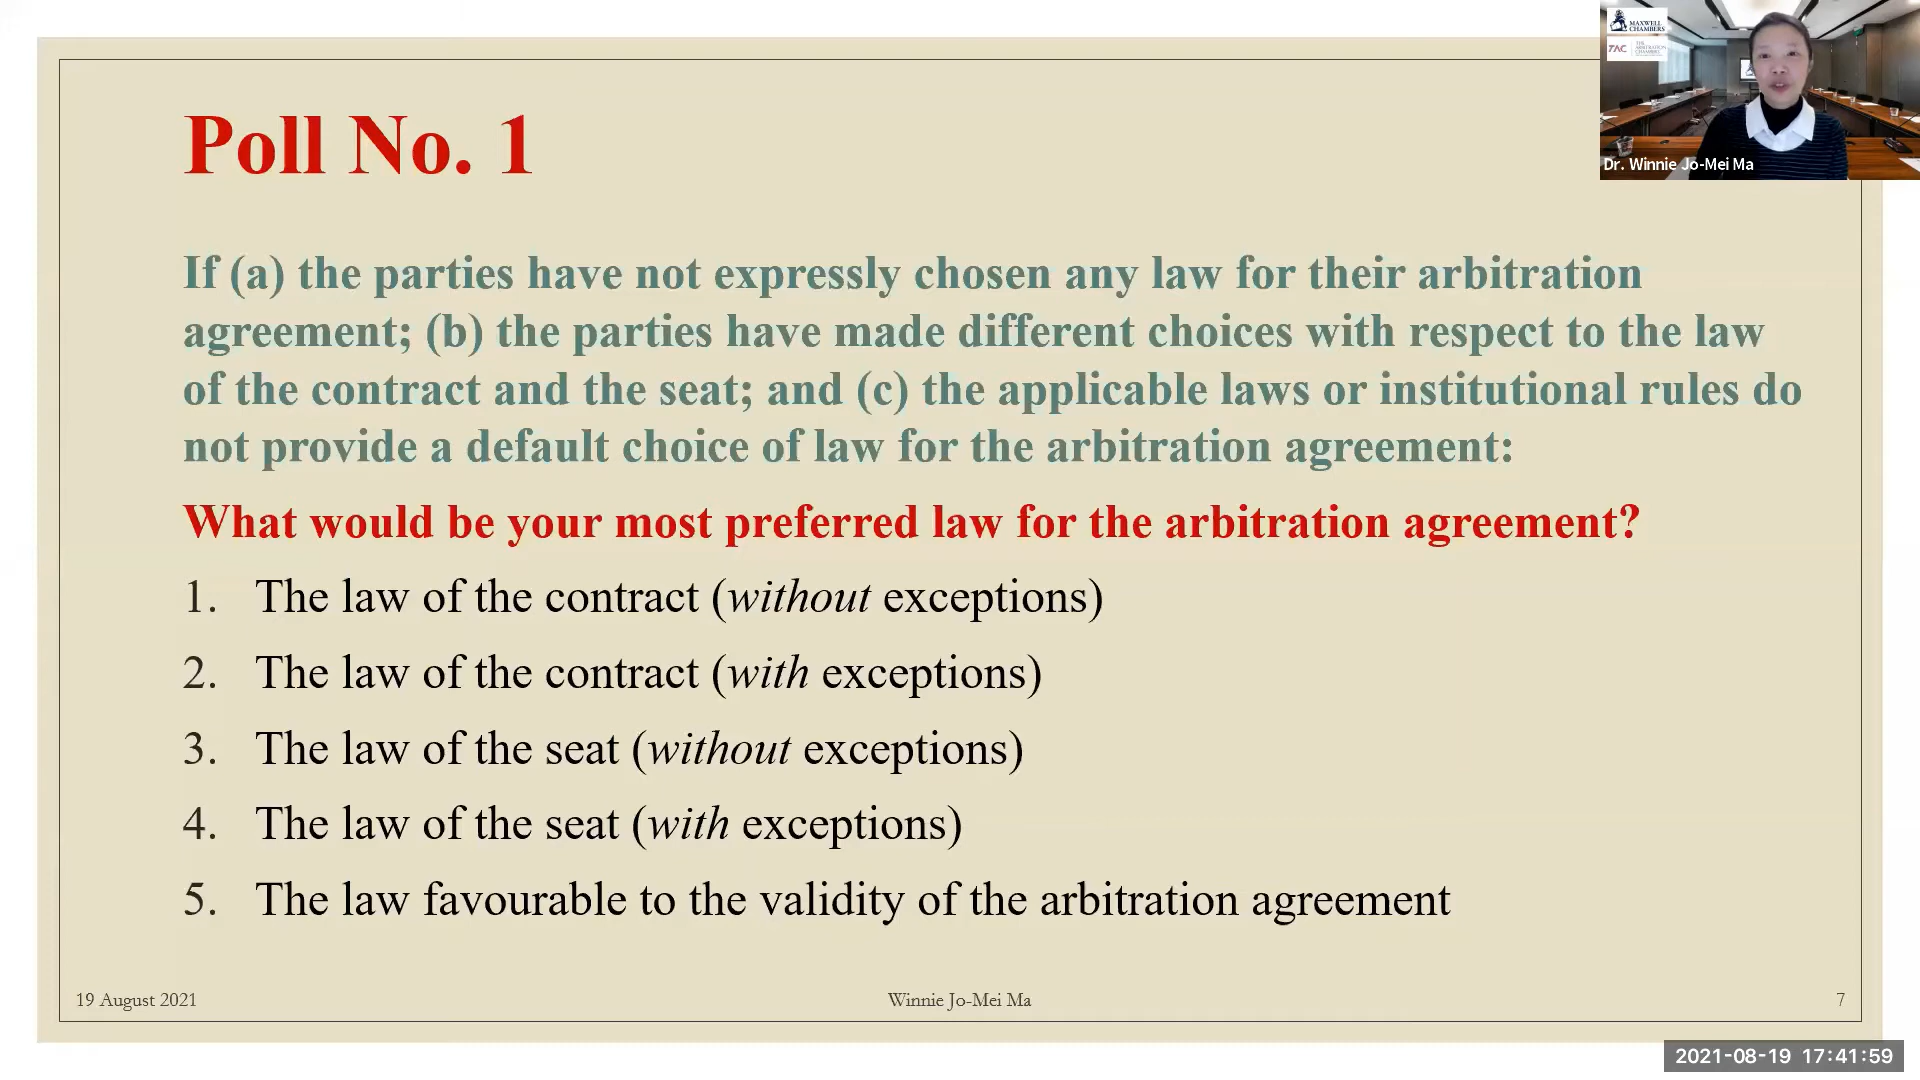 MAXWELL
CHAMBERS
TAC
Dr. Winnie Jo-Mei Ma
Poll No. 1
If (a) the parties have not expressly chosen any law for their arbitration
agreement; (b) the parties have made different choices with respect to the law
of the contract and the seat; and (c) the applicable laws or institutional rules do
not provide a default choice of law for the arbitration agreement:
What would be your most preferred law for the arbitration agreement?
1. The law of the contract (without exceptions)
2. The law of the contract (with exceptions)
3. The law of the seat (without exceptions)
4. The law of the seat (with exceptions)
5. The law favourable to the validity of the arbitration agreement
19 August 2021
Winnie Jo-Mei Ma
7
2021-08-19 17:41:59